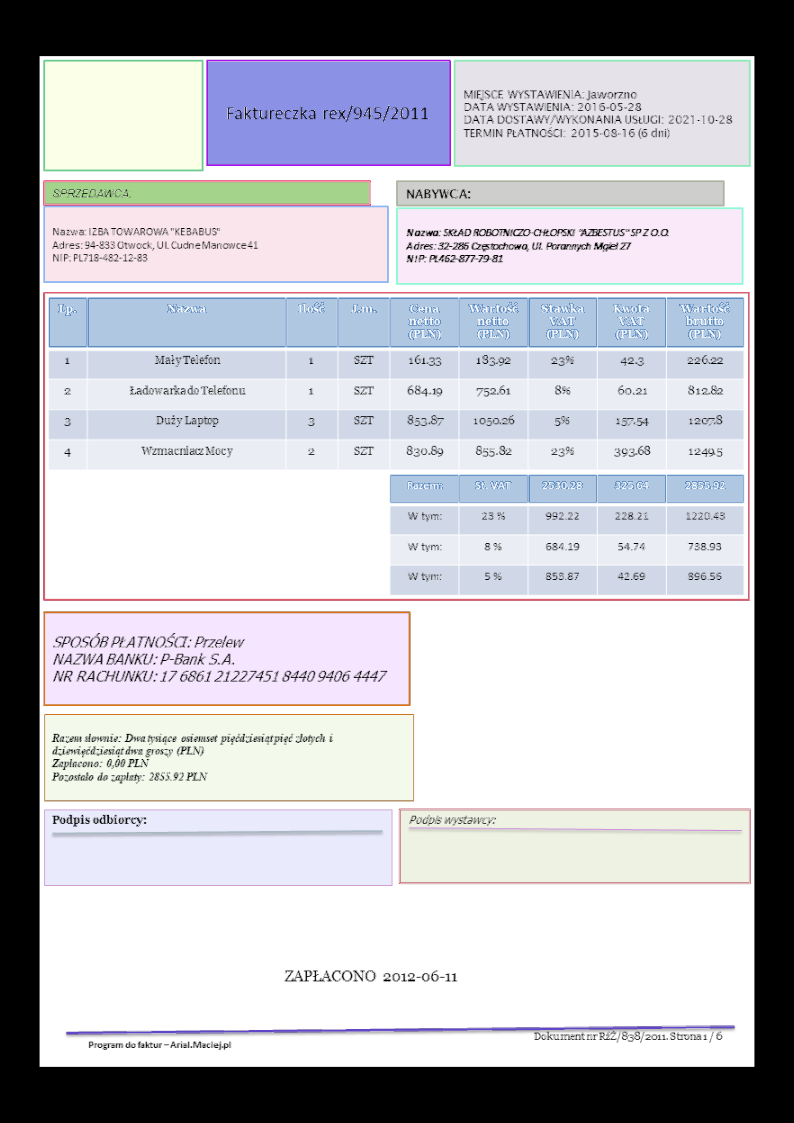 Faktureczka rex/945/2011
MIEJSCE WYSTAWIENIA: Jaworzno
DATA WYSTAWIENIA: 2016-05-28
DATA DOSTAWY/WYKONANIA USŁUGI: 2021-10-28
TERMIN PŁATNOŚCI: 2015-08-16 (6 dni)
SPRZEDAWCA:
Nazwa: IZBA TOWAROWA "KEBABUS"
Adres: 94-833 Otwock, Ul. Cudne Manowce 41
NIP: PL718-482-12-83
NABYWCA:
Nazwa: SKŁAD ROBOTNICZO-CHŁOPSKI "AZBESTUS" SP Z O.O.
Adres: 32-286 Częstochowa, Ul. Porannych Mgieł 27
NIP: PL462-877-79-81
Lp. Nazwa Ilość J.m. Cena netto (PLN) Wartość netto (PLN) Stawka VAT (PLN) Kwota VAT (PLN) Wartość brutto (PLN)
1 Mały Telefon 1 SZT 161.33 183.92 23% 42.3 226.22
2 Ładowarka do Telefonu 1 SZT 684.19 752.61 8% 60.21 812.82
3 Duży Laptop 3 SZT 853.87 1050.26 5% 157.54 1207.8
4 Wzmacniacz Mocy 2 SZT 830.89 855.82 23% 393.68 1249.5
Razem: St. VAT 2530.28 325.64 2855.92
W tym: 23 % 992.22 228.21 1220.43
W tym: 8 % 684.19 54.74 738.93
W tym: 5 % 853.87 42.69 896.56
SPOSÓB PŁATNOŚCI: Przelew
NAZWA BANKU: P-Bank S.A.
NR RACHUNKU: 17 6861 2122 7451 8440 9406 4447
Razem słownie: Dwa tysiące osiemset pięćdziesiąt pięć złotych i
dziewięćdziesiąt dwa groszy (PLN)
Zapłacono: 0,00 PLN
Pozostało do zapłaty: 2855.92 PLN
Podpis odbiorcy:
Podpis wystawcy:
ZAPŁACONO 2012-06-11
Dokument nr RŚŻ/838/2011. Strona 1 / 6
Program do faktur – Arial.Maciej.pl